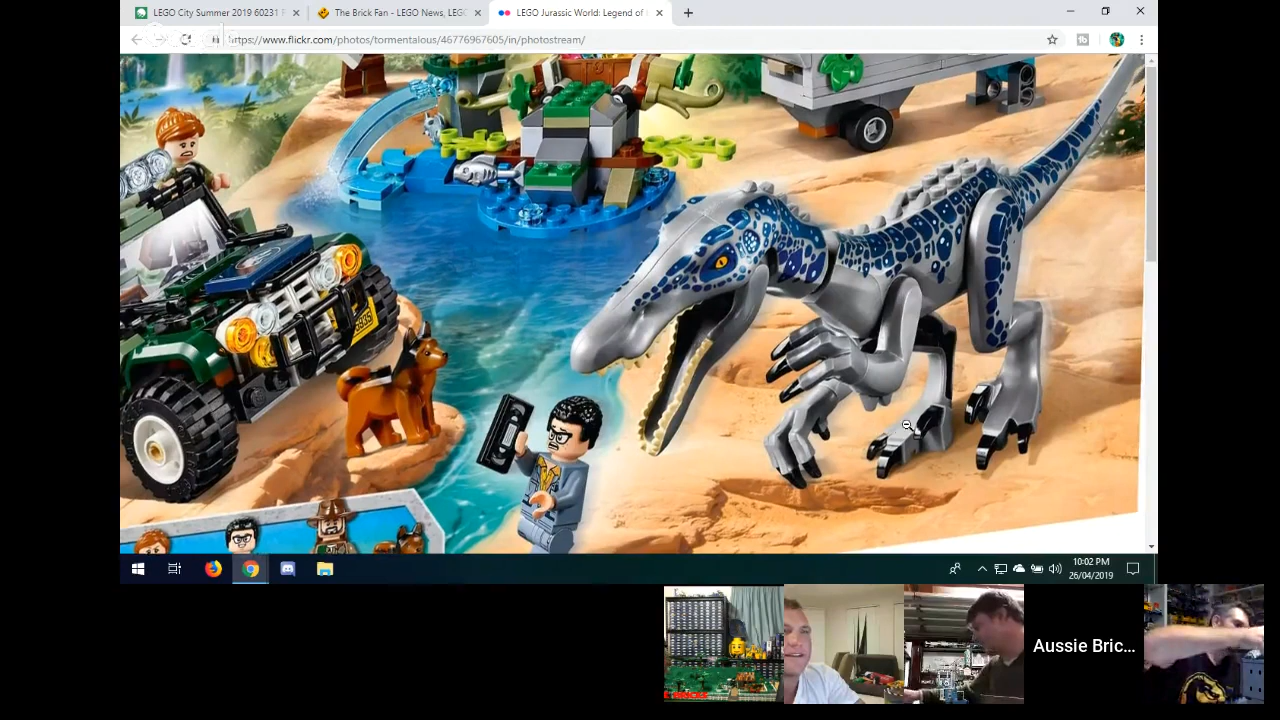 LEGO City Summer 2019 60231 F
The Brick Fan - LEGO News, LEGO
LEGO Jurassic World: Legend of I
https://www.flickr.com/photos/tormentalous/46776967605/in/photostream/
10:02 PM
26/04/2019
Aussie Bric...